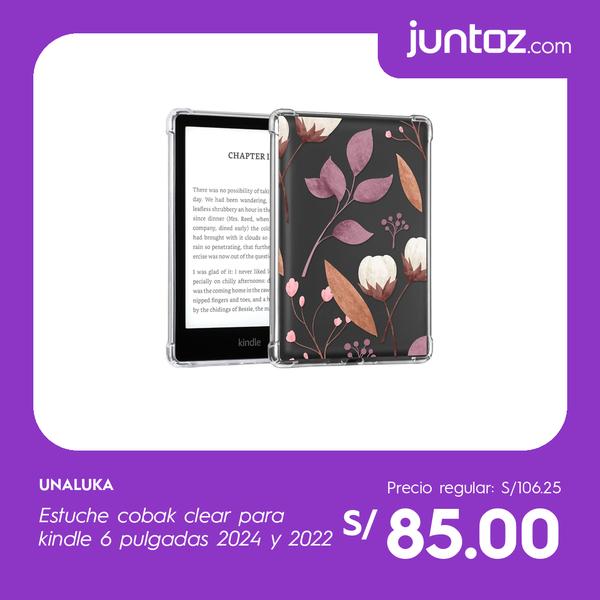 juntoz.com
CHAPTER I
There was no possibility of taki
day. We had been wandering,
leafless shrubbery an hour in the
since dinner (Mrs. Reed, when
company, dined early) the cold
had brought with it clouds so
rain so penetrating, that furthe
ercise was now out of the questi
I was glad of it: I never liked l
pecially on chilly afternoons: d
was the coming home in the raw
nipped fingers and toes, and a h
by the chidings of Bessie, the nu
kindle
UNALUKA
Estuche cobak clear para
kindle 6 pulgadas 2024 y 2022
Precio regular: S/106.25
S/ 85.00